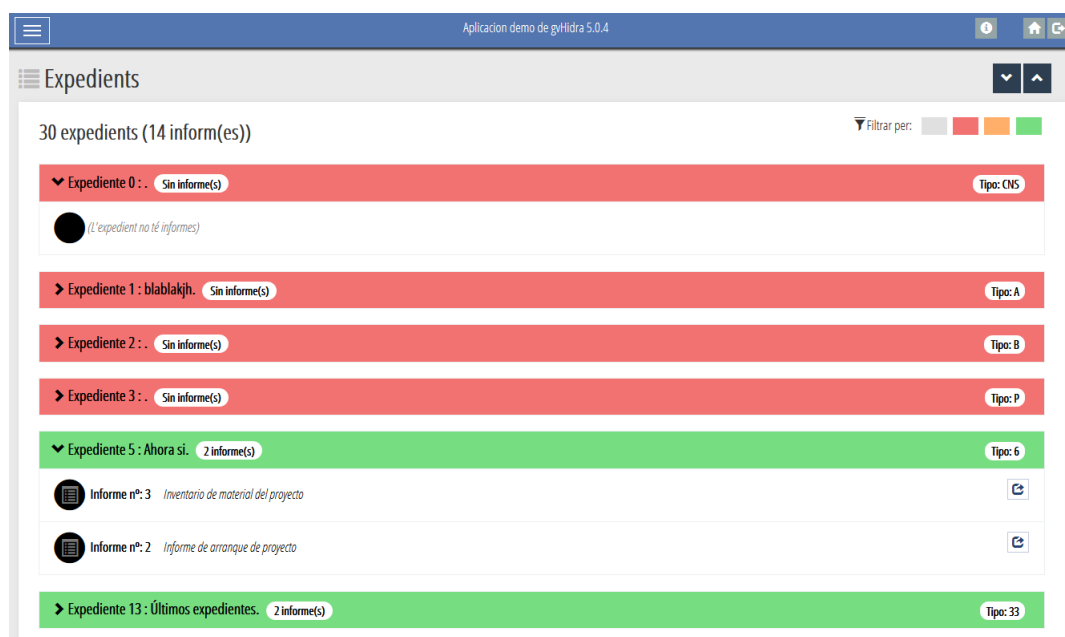 Aplicacion demo de gvHidra 5.0.4
Expedients
30 expedients (14 inform(es))
Filtrar per:
Expediente 0 : . Sin informe(s) Tipo: CNS
(L'expedient no té informes)
Expediente 1 : blablakjh. Sin informe(s) Tipo: A
Expediente 2 : . Sin informe(s) Tipo: B
Expediente 3 : . Sin informe(s) Tipo: P
Expediente 5 : Ahora si. 2 informe(s) Tipo: 6
Informe nº: 3 Inventario de material del proyecto
Informe nº: 2 Informe de arranque de proyecto
Expediente 13 : Últimos expedientes. 2 informe(s) Tipo: 33